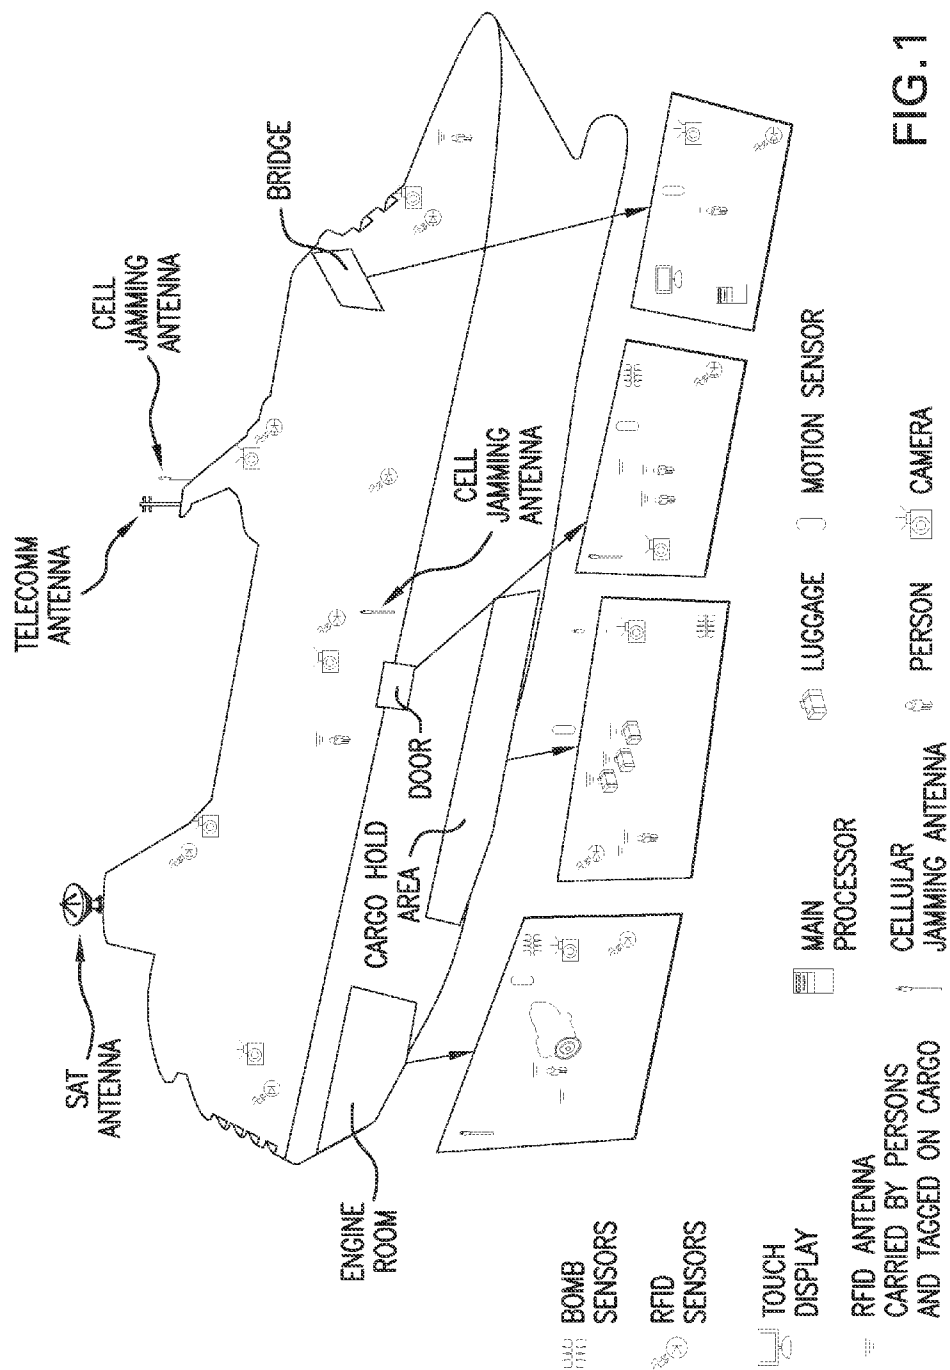 SAT
ANTENNA
TELECOMM
ANTENNA
CELL
JAMMING
ANTENNA
BRIDGE
ENGINE
ROOM
CARGO HOLD
AREA
DOOR
CELL
JAMMING
ANTENNA
BOMB
SENSORS
RFID
SENSORS
TOUCH
DISPLAY
RFID ANTENNA
CARRIED BY PERSONS
AND TAGGED ON CARGO
MAIN
PROCESSOR
CELLULAR
JAMMING ANTENNA
LUGGAGE
PERSON
MOTION SENSOR
CAMERA
FIG.1